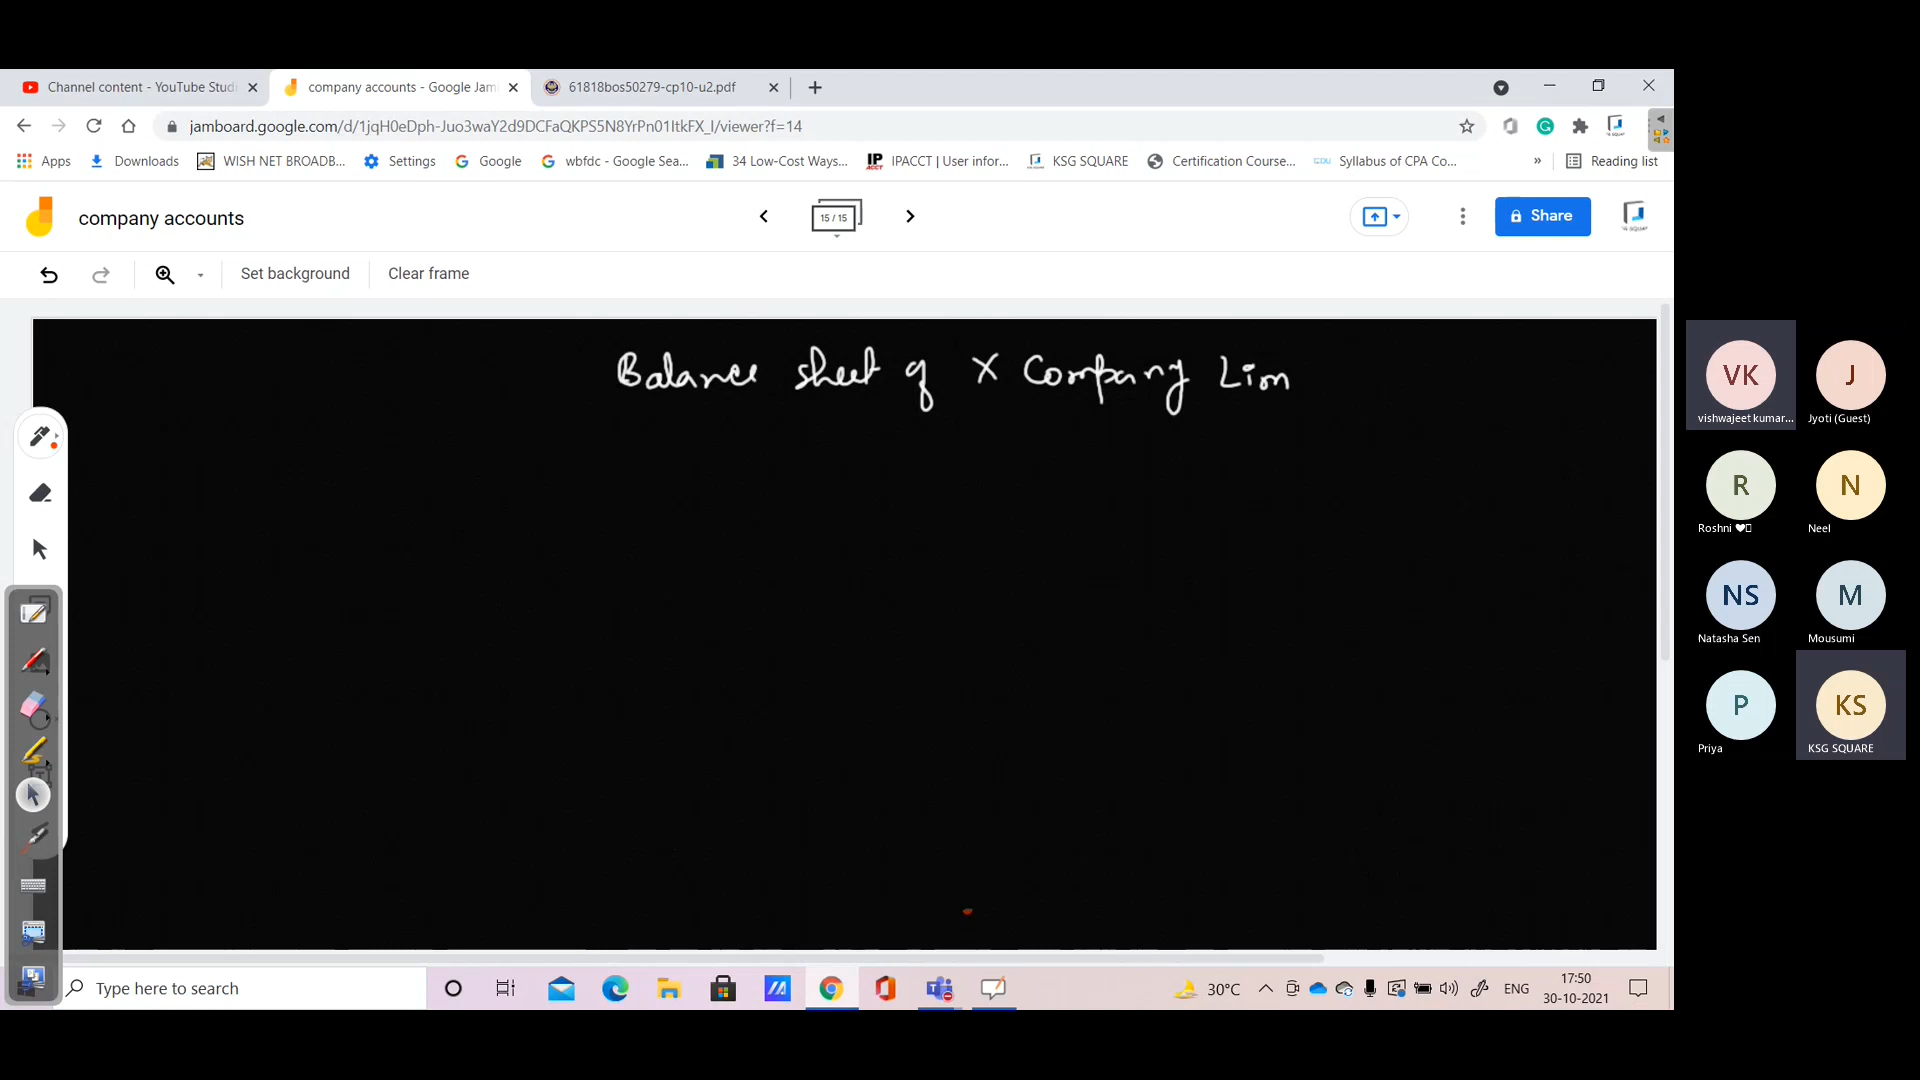 Channel content - YouTube Stud
company accounts - Google Jam
61818bos50279-cp10-u2.pdf
jamboard.google.com/d/1jqH0eDph-Juo3waY2d9DCFaQKPS5N8YrPn01ItkFX_I/viewer?f=14
Apps Downloads WISH NET BROADB... Settings Google wbfdc - Google Sea... 34 Low-Cost Ways... IPACCT | User infor... KSG SQUARE Certification Course... Syllabus of CPA Co... » Reading list
company accounts
15 / 15
Share
Set background Clear frame
Balance sheet of X Company Lim
VK J
vishwajeet kumar... Jyoti (Guest)
R N
Roshni Neel
NS M
Natasha Sen Mousumi
P KS
Priya KSG SQUARE
Type here to search
30°C
ENG
17:50
30-10-2021